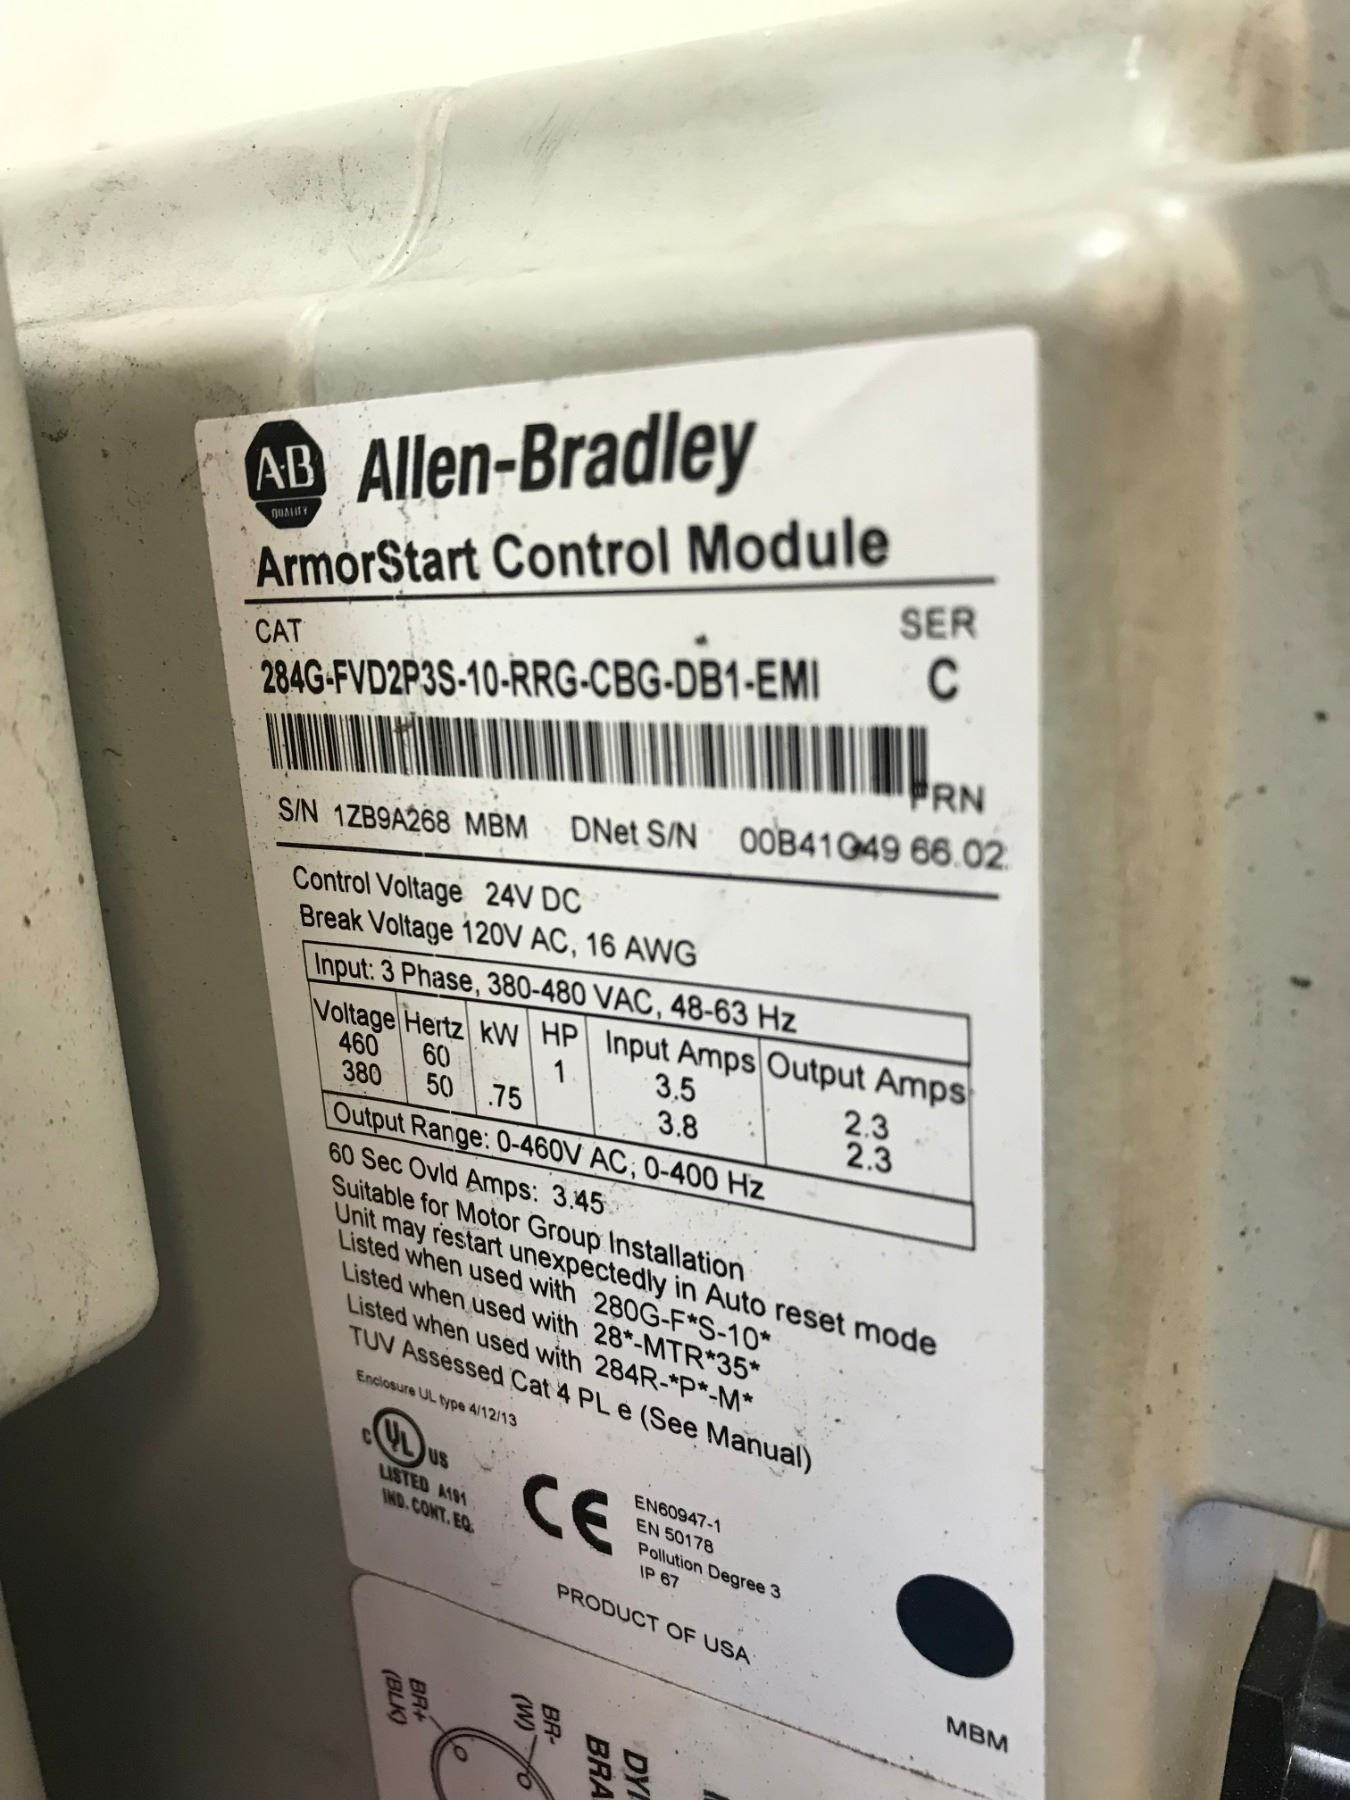 A·B
QUALITY
Allen-Bradley
ArmorStart Control Module
CAT SER
284G-FVD2P3S-10-RRG-CBG-DB1-EMI C
FRN
S/N 1ZB9A268 MBM DNet S/N 00B41049 66.02
Control Voltage 24V DC
Break Voltage 120V AC, 16 AWG
Input: 3 Phase, 380-480 VAC, 48-63 Hz
Voltage Hertz kW HP Input Amps Output Amps
460 60 1 3.5 2.3
380 50 .75 3.8 2.3
Output Range: 0-460V AC, 0-400 Hz
60 Sec Ovld Amps: 3.45
Suitable for Motor Group Installation
Unit may restart unexpectedly in Auto reset mode
Listed when used with 280G-F*S-10*
Listed when used with 28*-MTR*35*
Listed when used with 284R-*P*-M*
TUV Assessed Cat 4 PL e (See Manual)
Enclosure UL type 4/12/13
C UL US
LISTED A191
IND. CONT. EQ.
CE
EN60947-1
EN 50178
Pollution Degree 3
IP 67
PRODUCT OF USA
MBM
BR+
(BLK)
BR-
(W)